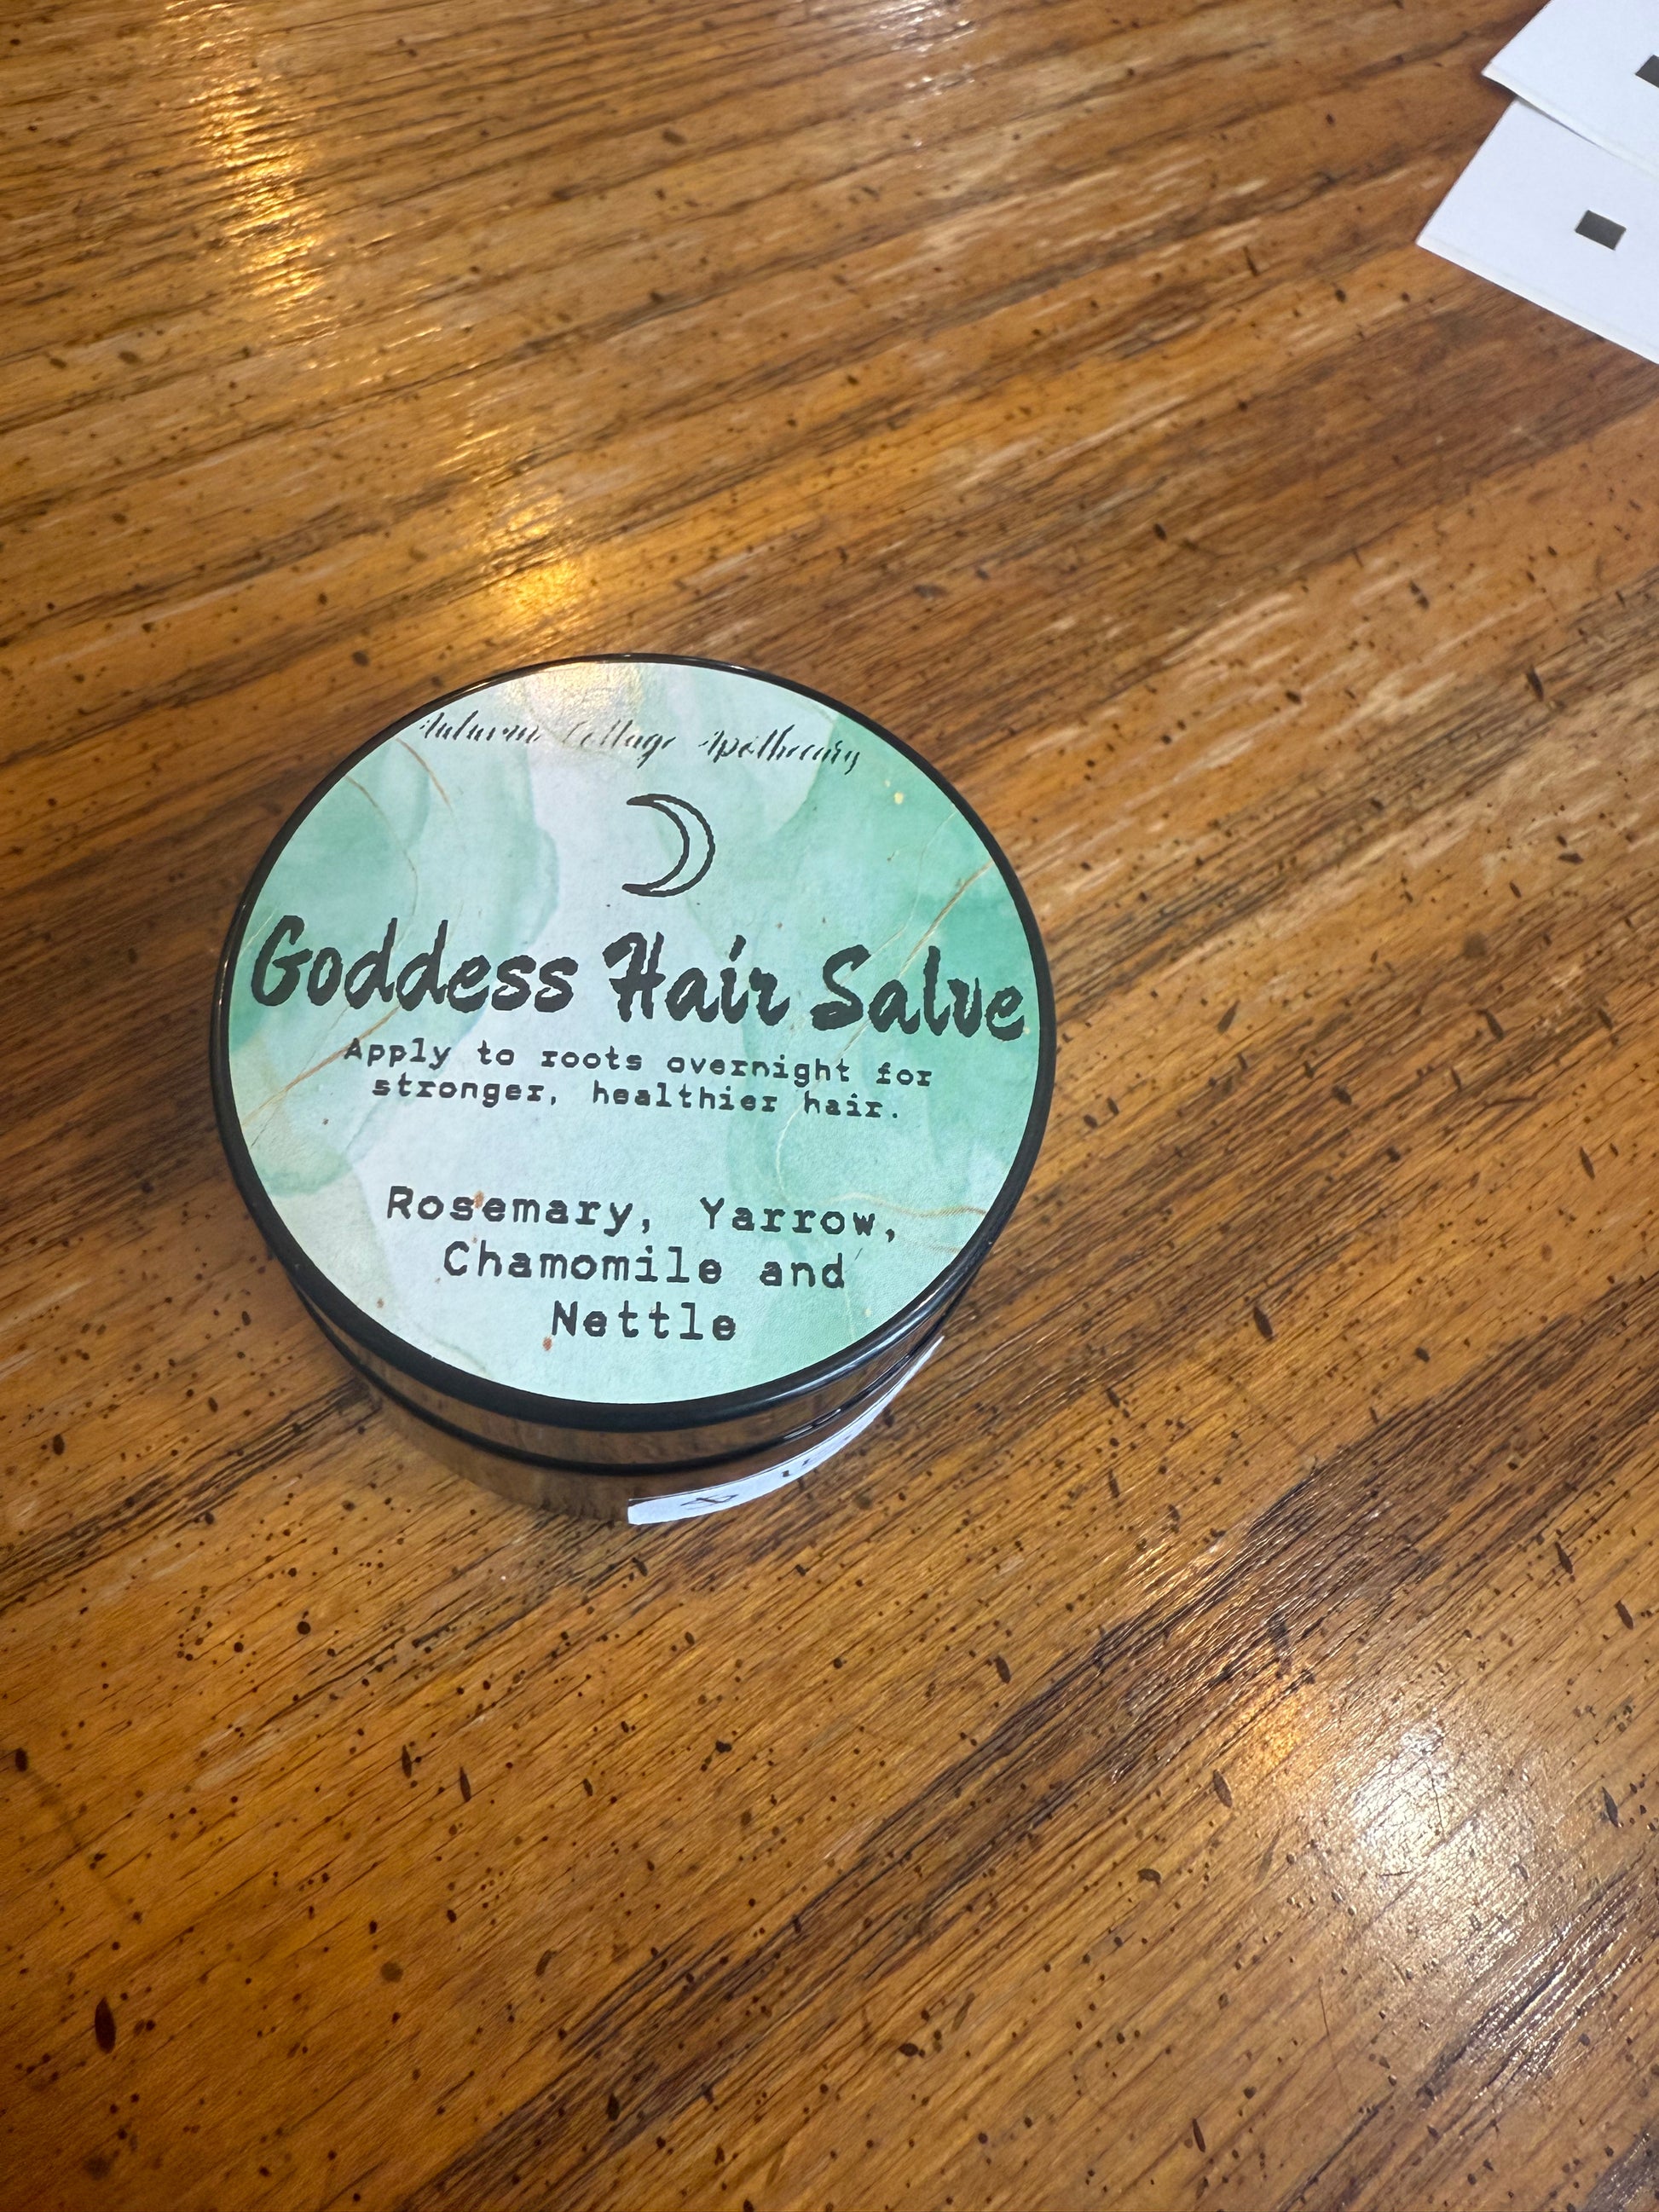 Autumn Cottage Apothecary
Goddess Hair Salve
Apply to roots overnight for
stronger, healthier hair.
Rosemary, Yarrow,
Chamomile and
Nettle